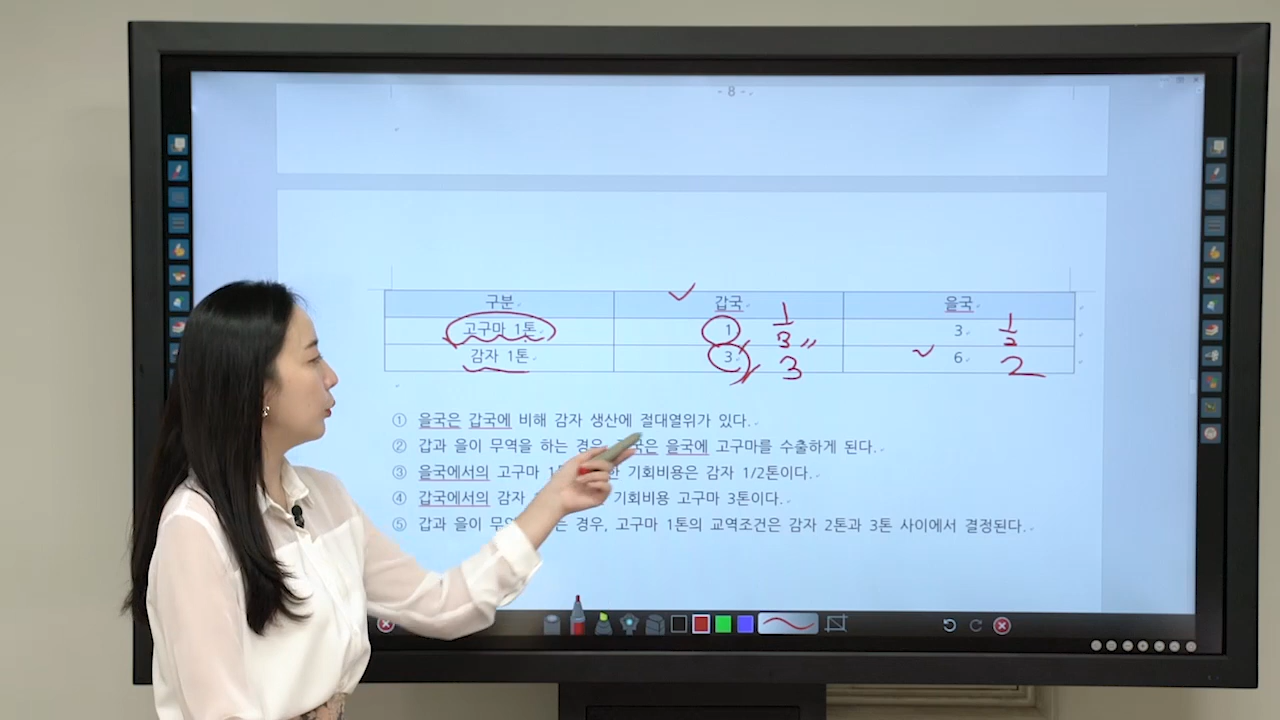 - 8 -
구분 갑국 을국
고구마 1톤 1 1/3 3 1/2
감자 1톤 3 3 6 2
① 을국은 갑국에 비해 감자 생산에 절대열위가 있다.
② 갑과 을이 무역을 하는 경우, 은 을국에 고구마를 수출하게 된다.
③ 을국에서의 고구마 기회비용은 감자 1/2톤이다.
④ 갑국에서의 감자 기회비용 고구마 3톤이다.
⑤ 갑과 을이 경우, 고구마 1톤의 교역조건은 감자 2톤과 3톤 사이에서 결정된다.